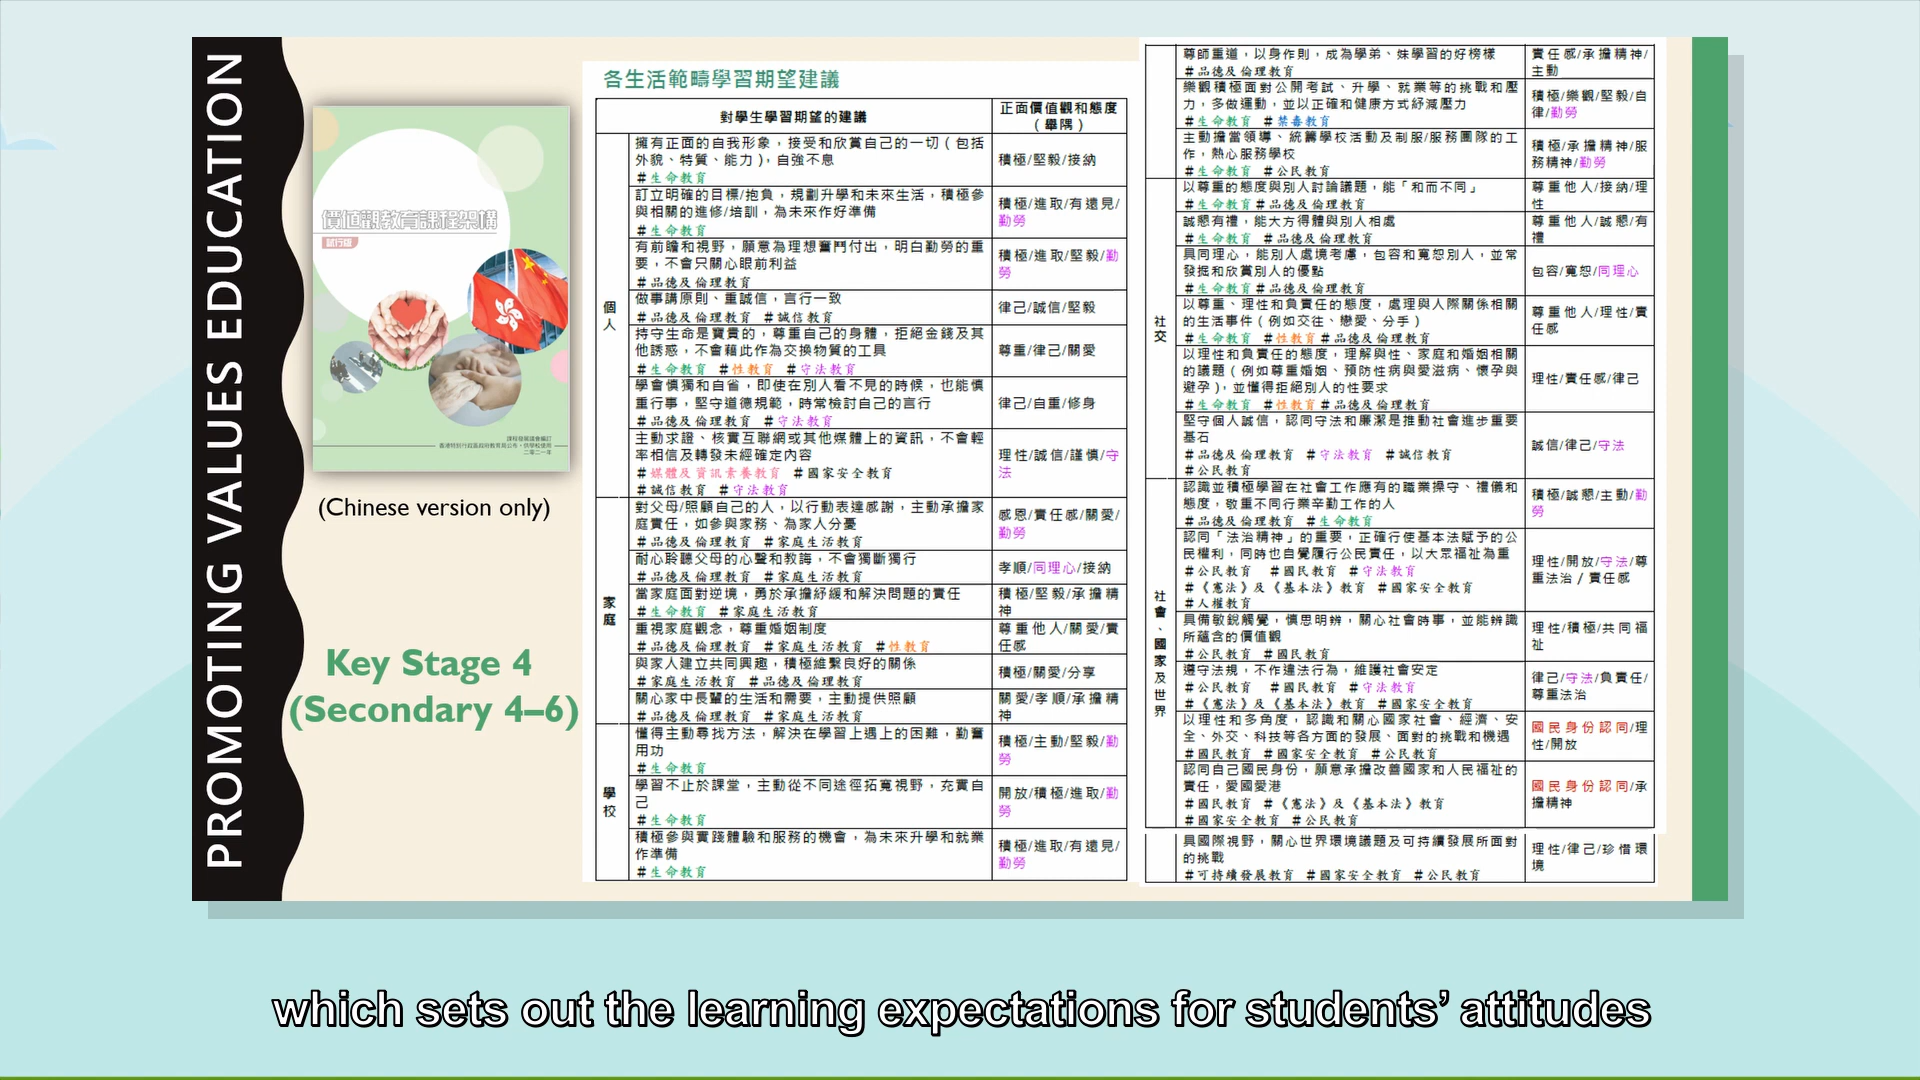 PROMOTING VALUES EDUCATION
價值觀教育課程架構
試行版
課程發展議會編訂
香港特別行政區政府教育局公布，供學校使用
二零二一年
(Chinese version only)
Key Stage 4
(Secondary 4–6)
各生活範疇學習期望建議
對學生學習期望的建議
正面價值觀和態度
（舉隅）
個人
擁有正面的自我形象，接受和欣賞自己的一切（包括
外貌、特質、能力），自強不息
#生命教育
積極/堅毅/接納
訂立明確的目標/抱負，規劃升學和未來生活，積極參
與相關的進修/培訓，為未來作好準備
#生命教育
積極/進取/有遠見/
勤勞
有前瞻和視野，願意為理想奮鬥付出，明白勤勞的重
要，不會只關心眼前利益
#品德及倫理教育
積極/進取/堅毅/勤
勞
做事講原則、重誠信，言行一致
#品德及倫理教育 #誠信教育
律己/誠信/堅毅
持守生命是寶貴的，尊重自己的身體，拒絕金錢及其
他誘惑，不會藉此作為交換物質的工具
#生命教育 #性教育 #守法教育
尊重/律己/關愛
學會慎獨和自省，即使在別人看不見的時候，也能慎
重行事，堅守道德規範，時常檢討自己的言行
#品德及倫理教育 #守法教育
律己/自重/修身
主動求證、核實互聯網或其他媒體上的資訊，不會輕
率相信及轉發未經確定內容
#媒體及資訊素養教育 #國家安全教育
#誠信教育 #守法教育
理性/誠信/謹慎/守
法
家庭
對父母/照顧自己的人，以行動表達感謝，主動承擔家
庭責任，如參與家務、為家人分憂
#品德及倫理教育 #家庭生活教育
感恩/責任感/關愛/
勤勞
耐心聆聽父母的心聲和教誨，不會獨斷獨行
#品德及倫理教育 #家庭生活教育
孝順/同理心/接納
當家庭面對逆境，勇於承擔紓緩和解決問題的責任
#生命教育 #家庭生活教育
積極/堅毅/承擔精
神
重視家庭觀念，尊重婚姻制度
#品德及倫理教育 #家庭生活教育 #性教育
尊重他人/關愛/責
任感
與家人建立共同興趣，積極維繫良好的關係
#家庭生活教育 #品德及倫理教育
積極/關愛/分享
關心家中長輩的生活和需要，主動提供照顧
#品德及倫理教育 #家庭生活教育
關愛/孝順/承擔精
神
學校
懂得主動尋找方法，解決在學習上遇上的困難，勤奮
用功
#生命教育
積極/主動/堅毅/勤
勞
學習不止於課堂，主動從不同途徑拓寬視野，充實自
己
#生命教育
開放/積極/進取/勤
勞
積極參與實踐體驗和服務的機會，為未來升學和就業
作準備
#生命教育
積極/進取/有遠見/
勤勞
尊師重道，以身作則，成為學弟、妹學習的好榜樣
#品德及倫理教育
責任感/承擔精神/
主動
樂觀積極面對公開考試、升學、就業等的挑戰和壓
力，多做運動，並以正確和健康方式紓減壓力
#生命教育 #禁毒教育
積極/樂觀/堅毅/自
律/勤勞
主動擔當領導、統籌學校活動及制服/服務團隊的工
作，熱心服務學校
#生命教育 #公民教育
積極/承擔精神/服
務精神/勤勞
社交
以尊重的態度與別人討論議題，能「和而不同」
#生命教育#品德及倫理教育
尊重他人/接納/理
性
誠懇有禮，能大方得體與別人相處
#生命教育 #品德及倫理教育
尊重他人/誠懇/有
禮
具同理心，能別人處境考慮，包容和寬恕別人，並常
發掘和欣賞別人的優點
#生命教育#品德及倫理教育
包容/寬恕/同理心
以尊重、理性和負責任的態度，處理與人際關係相關
的生活事件（例如交往、戀愛、分手）
#生命教育 #性教育#品德及倫理教育
尊重他人/理性/責
任感
以理性和負責任的態度，理解與性、家庭和婚姻相關
的議題（例如尊重婚姻、預防性病與愛滋病、懷孕與
避孕），並懂得拒絕別人的性要求
#生命教育 #性教育#品德及倫理教育
理性/責任感/律己
堅守個人誠信，認同守法和廉潔是推動社會進步重要
基石
#品德及倫理教育 #守法教育 #誠信教育
#公民教育
誠信/律己/守法
社會、國家及世界
認識並積極學習在社會工作應有的職業操守、禮儀和
態度，敬重不同行業辛勤工作的人
#品德及倫理教育 #生命教育
積極/誠懇/主動/勤
勞
認同「法治精神」的重要，正確行使基本法賦予的公
民權利，同時也自覺履行公民責任，以大眾福祉為重
#公民教育 #國民教育 #守法教育
#《憲法》及《基本法》教育 #國家安全教育
#人權教育
理性/開放/守法/尊
重法治/責任感
具備敏銳觸覺，慎思明辨，關心社會時事，並能辨識
所蘊含的價值觀
#公民教育 #國民教育
理性/積極/共同福
祉
遵守法規，不作違法行為，維護社會安定
#公民教育 #國民教育 #守法教育
#《憲法》及《基本法》教育 #國家安全教育
律己/守法/負責任/
尊重法治
以理性和多角度，認識和關心國家社會、經濟、安
全、外交、科技等各方面的發展、面對的挑戰和機遇
#國民教育 #國家安全教育 #公民教育
國民身份認同/理
性/開放
認同自己國民身份，願意承擔改善國家和人民福祉的
責任，愛國愛港
#國民教育 #《憲法》及《基本法》教育
#國家安全教育 #公民教育
國民身份認同/承
擔精神
具國際視野，關心世界環境議題及可持續發展所面對
的挑戰
#可持續發展教育 #國家安全教育 #公民教育
理性/律己/珍惜環
境
which sets out the learning expectations for students’ attitudes